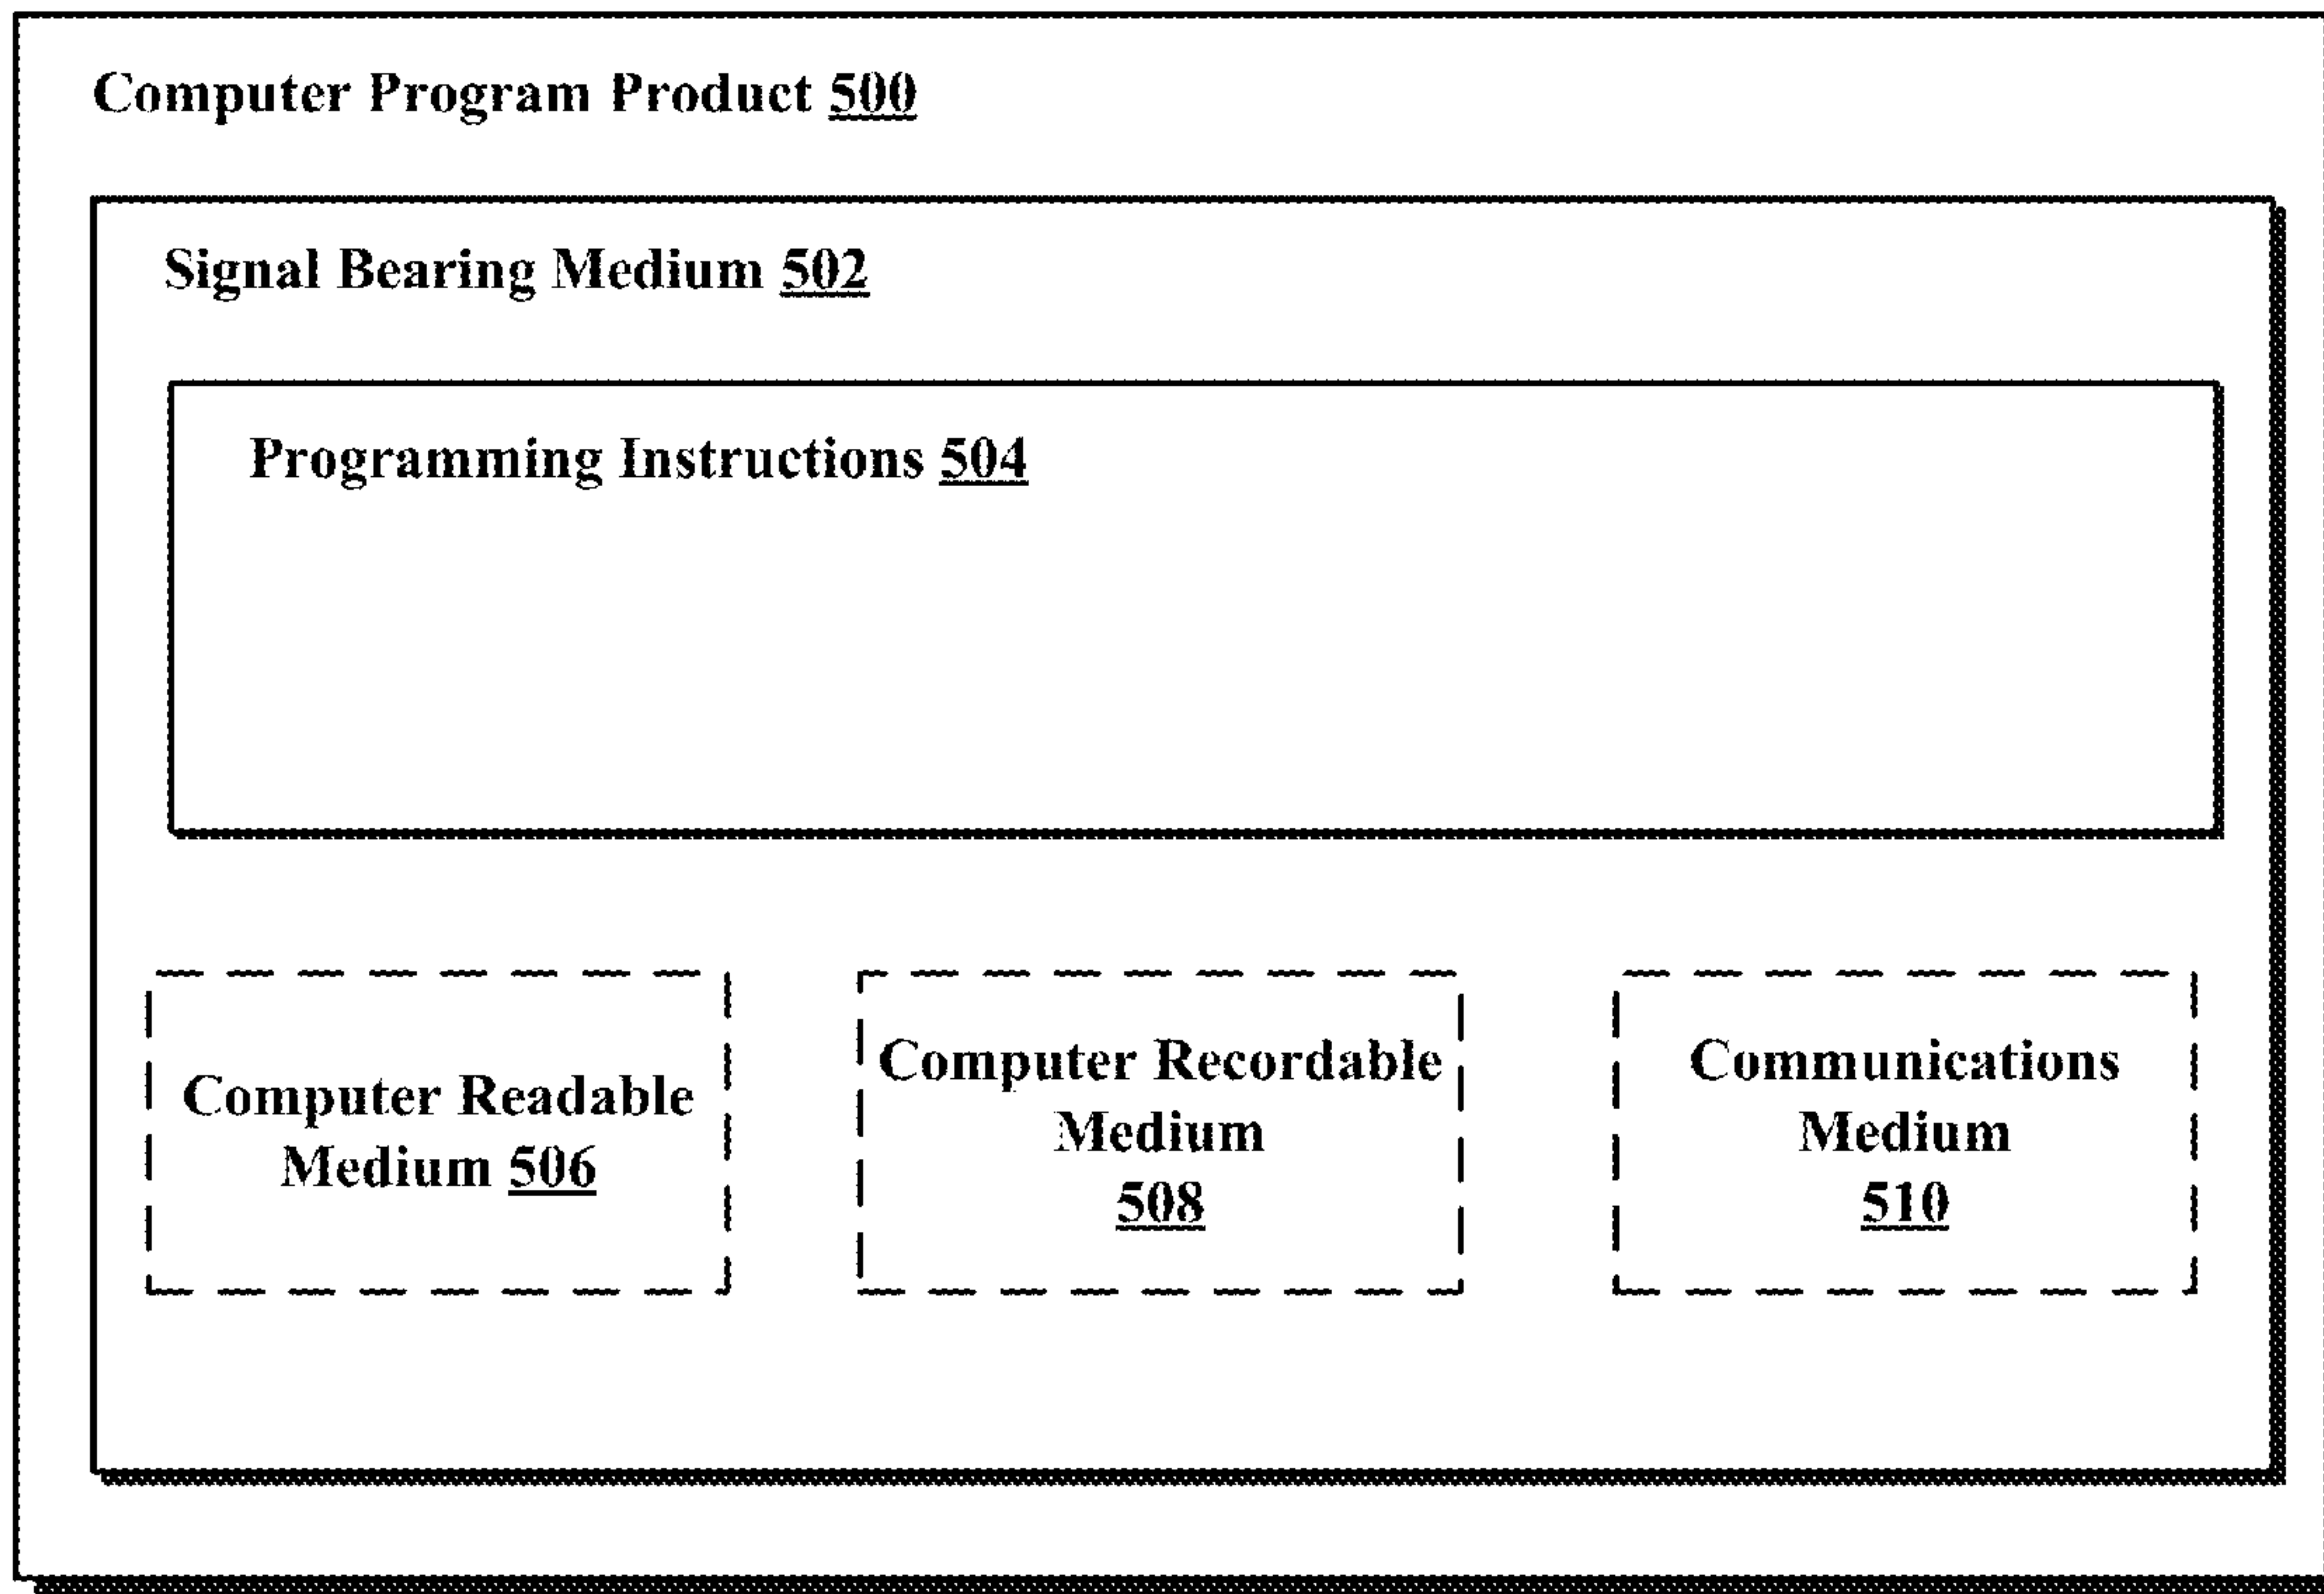 Computer Program Product 500
Signal Bearing Medium 502
Programming Instructions 504
Computer Readable
Medium 506
Computer Recordable
Medium
508
Communications
Medium
510